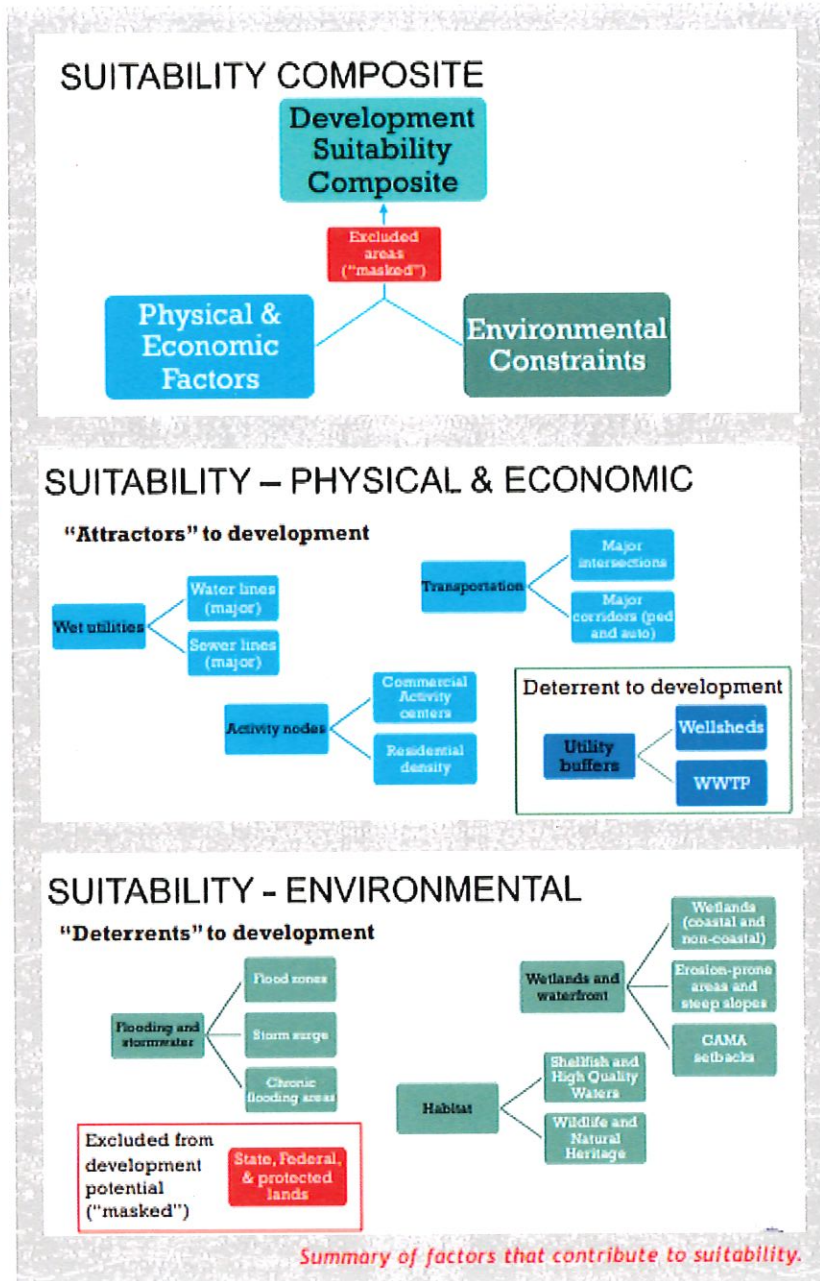 SUITABILITY COMPOSITE
Development
Suitability
Composite
Excluded
areas
("masked")
Physical &
Economic
Factors
Environmental
Constraints
SUITABILITY – PHYSICAL & ECONOMIC
"Attractors" to development
Wet utilities
Water lines
(major)
Sewer lines
(major)
Transportation
Major
intersections
Major
corridors (ped
and auto)
Activity nodes
Commercial
Activity
centers
Residential
density
Deterrent to development
Utility
buffers
Wellsheds
WWTP
SUITABILITY - ENVIRONMENTAL
"Deterrents" to development
Flooding and
stormwater
Flood zones
Storm surge
Chronic
flooding areas
Wetlands and
waterfront
Wetlands
(coastal and
non-coastal)
Erosion-prone
areas and
steep slopes
CAMA
setbacks
Habitat
Shellfish and
High Quality
Waters
Wildlife and
Natural
Heritage
Excluded from
development
potential
("masked")
State, Federal,
& protected
lands
Summary of factors that contribute to suitability.